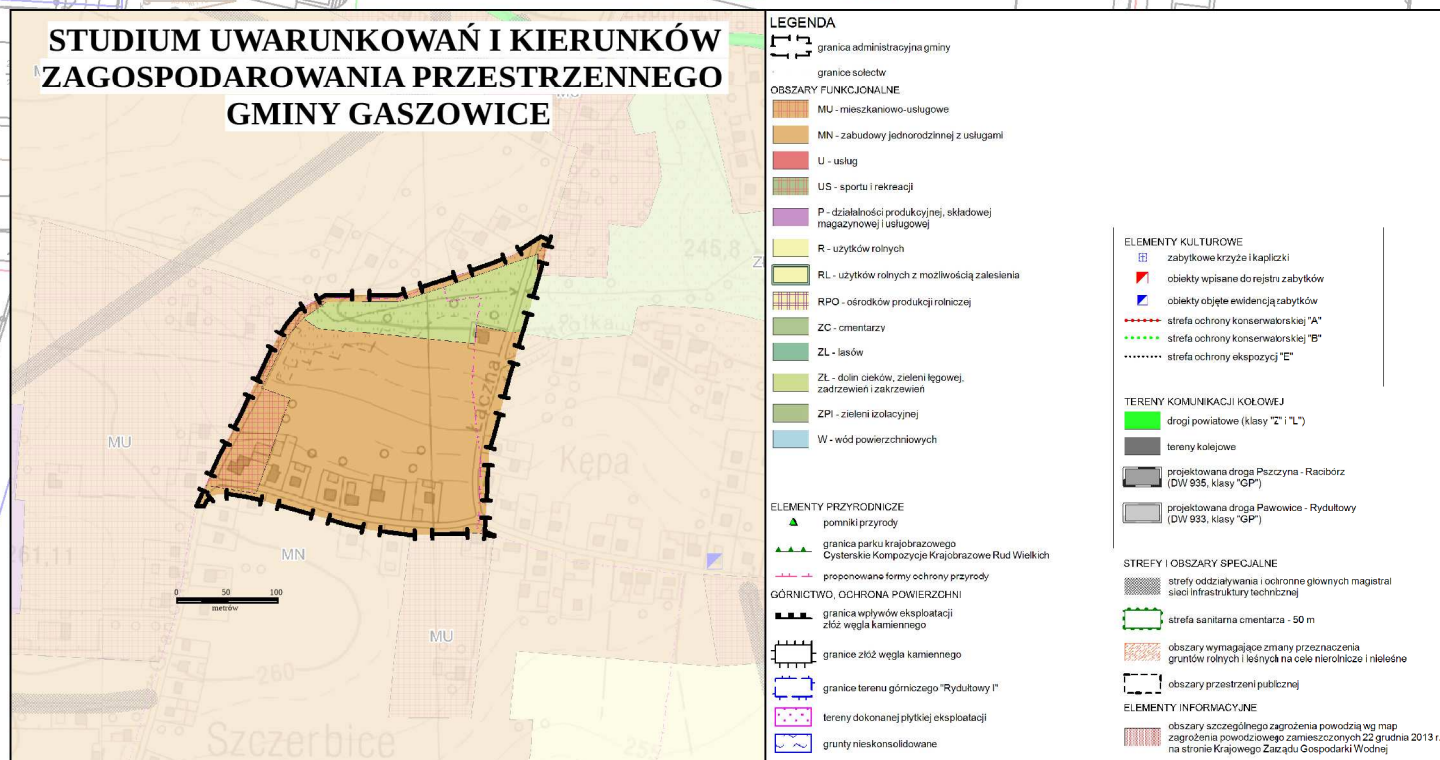 STUDIUM UWARUNKOWAŃ I KIERUNKÓW
ZAGOSPODAROWANIA PRZESTRZENNEGO
GMINY GASZOWICE
MU
246,8
Łączna
Kępa
MU
MN
0 50 100
metrów
MU
260
Szczerbice
LEGENDA
granica administracyjna gminy
granice sołectw
OBSZARY FUNKCJONALNE
MU - mieszkaniowo-usługowe
MN - zabudowy jednorodzinnej z usługami
U - usług
US - sportu i rekreacji
P - działalności produkcyjnej, składowej
magazynowej i usługowej
R - użytków rolnych
RL - użytków rolnych z możliwością zalesienia
RPO - ośrodków produkcji rolniczej
ZC - cmentarzy
ZL - lasów
ZŁ - dolin cieków, zieleni łęgowej,
zadrzewień i zakrzewień
ZPI - zieleni izolacyjnej
W - wód powierzchniowych
ELEMENTY PRZYRODNICZE
pomniki przyrody
granica parku krajobrazowego
Cysterskie Kompozycje Krajobrazowe Rud Wielkich
proponowane formy ochrony przyrody
GÓRNICTWO, OCHRONA POWIERZCHNI
granica wpływów eksploatacji
złóż węgla kamiennego
granice złóż węgla kamiennego
granice terenu górniczego "Rydułtowy I"
tereny dokonanej płytkiej eksploatacji
grunty nieskonsolidowane
ELEMENTY KULTUROWE
zabytkowe krzyże i kapliczki
obiekty wpisane do rejestru zabytków
obiekty objęte ewidencją zabytków
strefa ochrony konserwatorskiej "A"
strefa ochrony konserwatorskiej "B"
strefa ochrony ekspozycj "E"
TERENY KOMUNIKACJI KOŁOWEJ
drogi powiatowe (klasy "Z" i "L")
tereny kolejowe
projektowana droga Pszczyna - Racibórz
(DW 935, klasy "GP")
projektowana droga Pawowice - Rydułtowy
(DW 933, klasy "GP")
STREFY I OBSZARY SPECJALNE
strefy oddziaływania i ochronne głownych magistral
sieci infrastruktury technicznej
strefa sanitarna cmentarza - 50 m
obszary wymagające zmany przeznaczenia
gruntów rolnych i leśnych na cele nierolnicze i nieleśne
obszary przestrzeni publicznej
ELEMENTY INFORMACYJNE
obszary szczególnego zagrożenia powodzią wg map
zagrożenia powodziowego zamieszczonych 22 grudnia 2013 r.
na stronie Krajowego Zarządu Gospodarki Wodnej